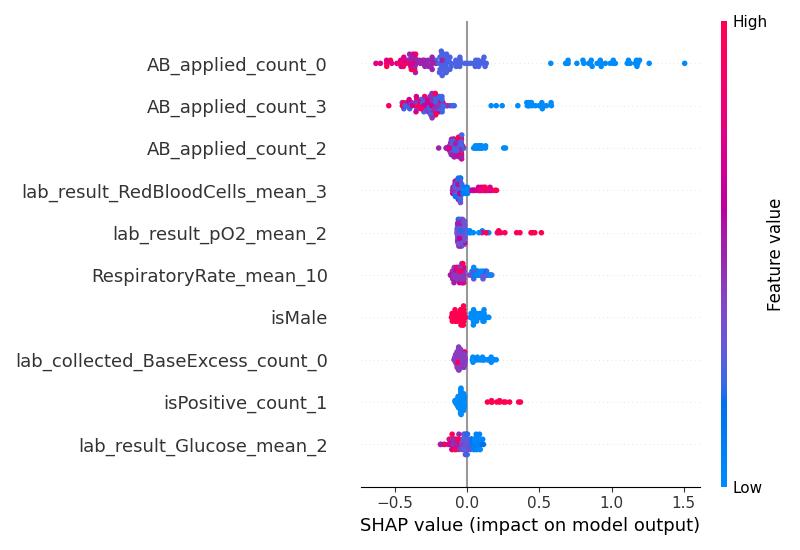 High
AB_applied_count_0
AB_applied_count_3
AB_applied_count_2
lab_result_RedBloodCells_mean_3
lab_result_pO2_mean_2
RespiratoryRate_mean_10
isMale
lab_collected_BaseExcess_count_0
isPositive_count_1
lab_result_Glucose_mean_2
Feature value
Low
−0.5 0.0 0.5 1.0 1.5
SHAP value (impact on model output)